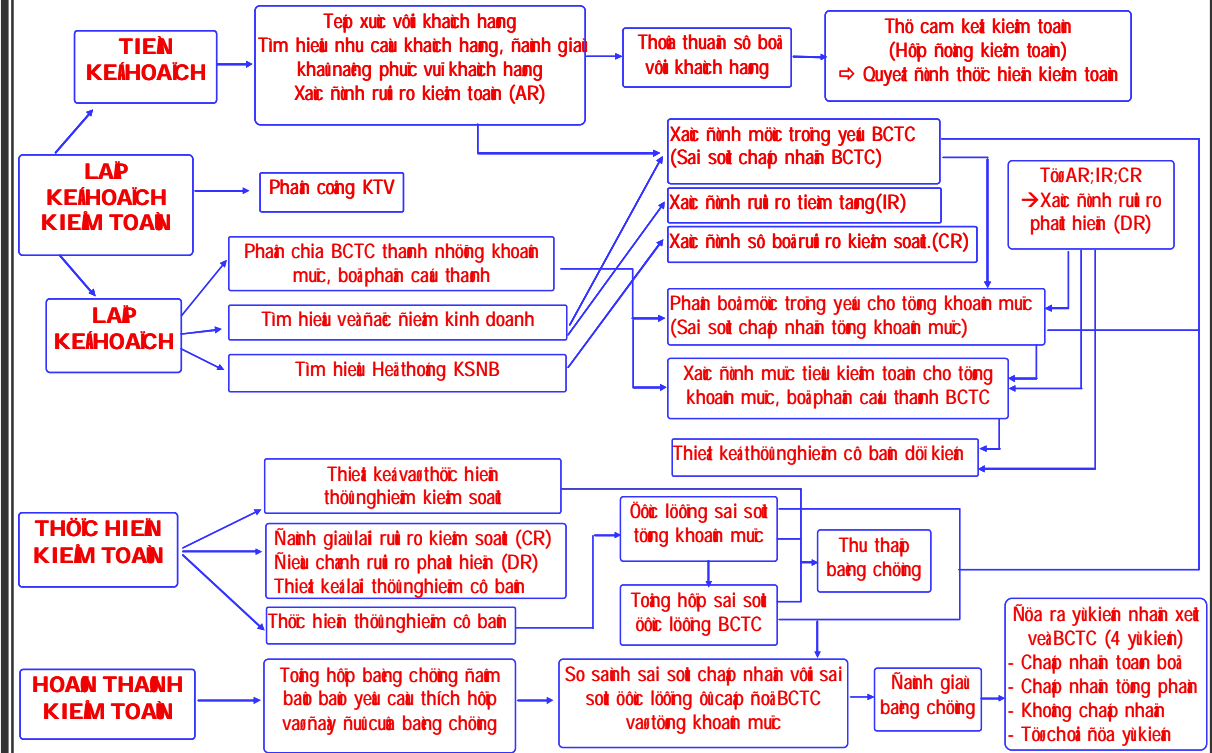 TIEÀN
KEÁ HOAÏCH
Tieáp xuùc vôùi khaùch haøng
Tìm hieåu nhu caàu khaùch haøng, ñaùnh giaù
khaû naêng phuïc vuï khaùch haøng
Xaùc ñònh ruûi ro kieåm toaùn (AR)
Thoûa thuaän sô boä
vôùi khaùch haøng
Thö cam keát kieåm toaùn
(Hôïp ñoàng kieåm toaùn)
⇨ Quyeát ñònh thöïc hieän kieåm toaùn
LAÄP
KEÁ HOAÏCH
KIEÅM TOAÙN
Phaân coâng KTV
Xaùc ñònh möùc troïng yeáu BCTC
(Sai soùt chaáp nhaän BCTC)
Xaùc ñònh ruûi ro tieàm taøng(IR)
Xaùc ñònh sô boä ruûi ro kieåm soaùt.(CR)
Töø AR;IR;CR
→Xaùc ñònh ruûi ro
phaùt hieän (DR)
LAÄP
KEÁ HOAÏCH
Phaân chia BCTC thaønh nhöõng khoaûn
muïc, boä phaän caáu thaønh
Tìm hieåu veà ñaëc ñieåm kinh doanh
Tìm hieåu Heä thoáng KSNB
Phaân boå möùc troïng yeáu cho töøng khoaûn muïc
(Sai soùt chaáp nhaän töøng khoaûn muïc)
Xaùc ñònh muïc tieâu kieåm toaùn cho töøng
khoaûn muïc, boä phaän caáu thaønh BCTC
Thieát keá thöû nghieäm cô baûn döï kieán
THÖÏC HIEÄN
KIEÅM TOAÙN
Thieát keá vaø thöïc hieän
thöû nghieäm kieåm soaùt
Ñaùnh giaù laïi ruûi ro kieåm soaùt (CR)
Ñieàu chænh ruûi ro phaùt hieän (DR)
Thieát keá laïi thöû nghieäm cô baûn
Thöïc hieän thöû nghieäm cô baûn
Öôùc löôïng sai soùt
töøng khoaûn muïc
Toång hôïp sai soùt
öôùc löôïng BCTC
Thu thaäp
baèng chöùng
HOAØN THAØNH
KIEÅM TOAÙN
Toång hôïp baèng chöùng ñaûm
baûo baûo yeâu caàu thích hôïp
vaø ñaày ñuû cuûa baèng chöùng
So saùnh sai soùt chaáp nhaän vôùi sai
soùt öôùc löôïng ôû caáp ñoä BCTC
vaø töøng khoaûn muïc
Ñaùnh giaù
baèng chöùng
Ñöa ra yù kieán nhaän xeùt
veà BCTC (4 yù kieán)
- Chaáp nhaän toaøn boä
- Chaáp nhaän töøng phaàn
- Khoâng chaáp nhaän
- Töø choái ñöa yù kieán